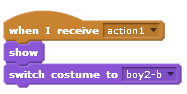 when I receive action1
show
switch costume to boy2-b